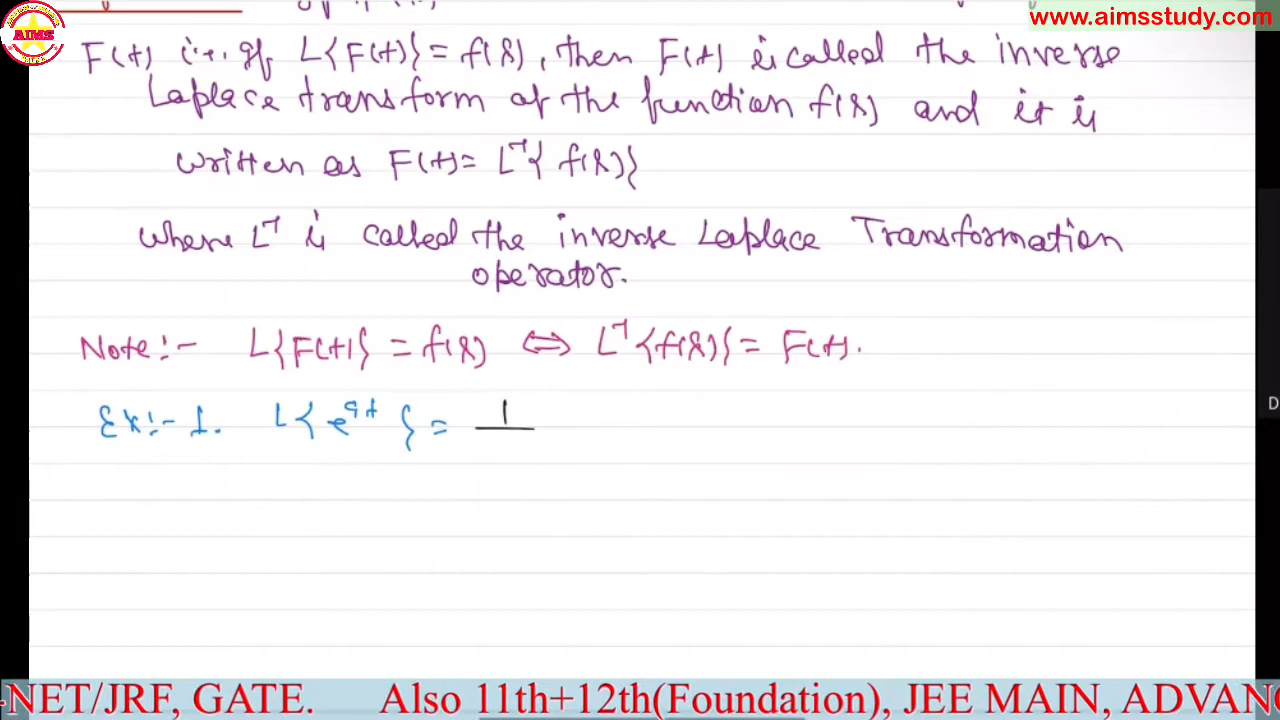 www.aimsstudy.com
AIMS
F(t) i.e. if L{F(t)} = f(s), then F(t) is called the inverse
Laplace transform of the function f(s) and it is
written as F(t) = L⁻¹{ f(s)}
where L⁻¹ is called the inverse Laplace Transformation
operator.
Note:- L{F(t)} = f(s) ⇔ L⁻¹{f(s)} = F(t).
Ex:- 1. L{ e^at } = 1/
D
-NET/JRF, GATE. Also 11th+12th(Foundation), JEE MAIN, ADVANC